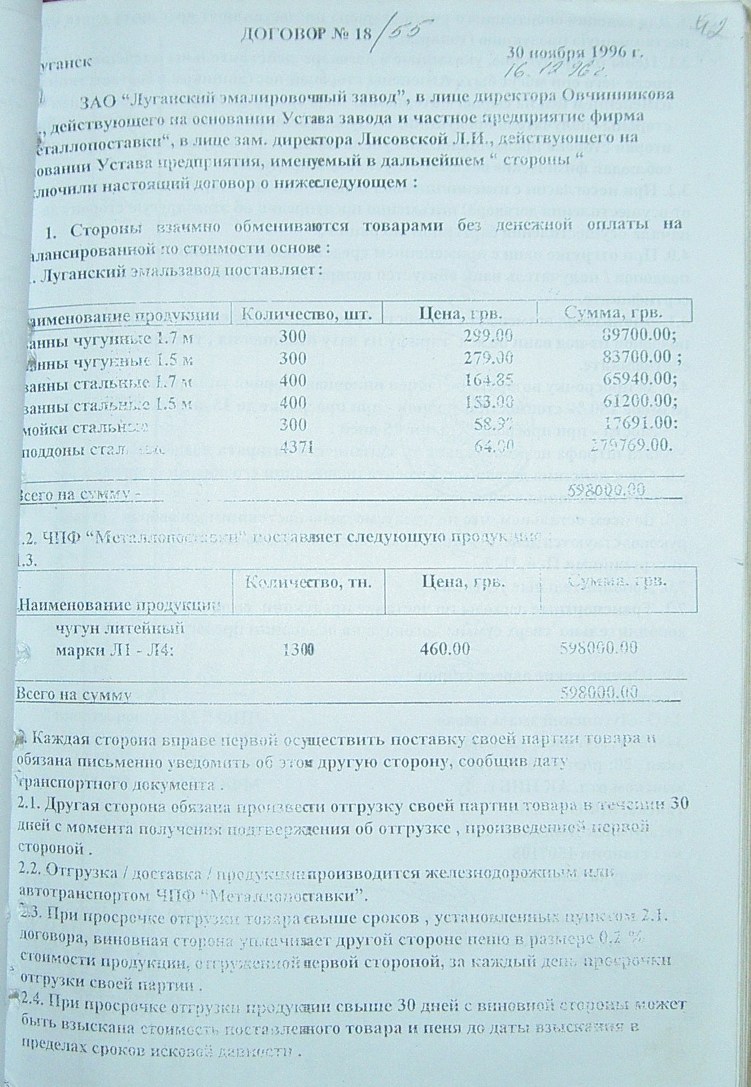 42
ДОГОВОР № 18/55
уганск 30 ноября 1996 г.
16.12.96 г.
ЗАО “Луганский эмалировочный завод”, в лице директора Овчинникова
, действующего на основании Устава завода и частное предприятие фирма
еталлопоставки“, в лице зам. директора Лисовской Л.И., действующего на
овании Устава предприятия, именуемый в дальнейшем “ стороны “
ключили настоящий договор о нижеследующем :
1. Стороны взаимно обмениваются товарами без денежной оплаты на
алансированной по стоимости основе :
. Луганский эмальзавод поставляет:
аименование продукции Количество, шт. Цена, грв. Сумма, грв.
анны чугунные 1.7 м 300 299.00 89700.00;
анны чугунные 1.5 м 300 279.00 83700.00 ;
ванны стальные 1.7 м 400 164.85 65940.00;
ванны стальные 1.5 м 400 153.00 61200.00;
мойки стальные 300 58.97 17691.00:
поддоны стал 4371 64.00 279769.00.
Всего на сумму - 598000.00
.2. ЧПФ “Металлопоставки” поставляет следующую продукцию
1.3.
Наименование продукции Количество, тн. Цена, грв. Сумма. грв.
чугун литейный
марки Л1 - Л4: 1300 460.00 598000.00
Всего на сумму 598000.00
. Каждая сторона вправе первой осуществить поставку своей партии товара и
обязана письменно уведомить об этом другую сторону, сообщив дату
транспортного документа .
2.1. Другая сторона обязана произвести отгрузку своей партии товара в течении 30
дней с момента получения подтверждения об отгрузке , произведенной первой
стороной .
2.2. Отгрузка / доставка / продукции производится железнодорожным или
автотранспортом ЧПФ “Металлопоставки”.
2.3. При просрочке отгрузки товара свыше сроков , установленных пунктом 2.1.
договора, виновная сторона уплачивает другой стороне пеню в размере 0.2 %
стоимости продукции, отгруженной первой стороной, за каждый день просрочки
отгрузки своей партии .
2.4. При просрочке отгрузки продукции свыше 30 дней с виновной стороны может
быть взыскана стоимость поставленного товара и пеня до даты взыскания в
пределах сроков исковой давности .